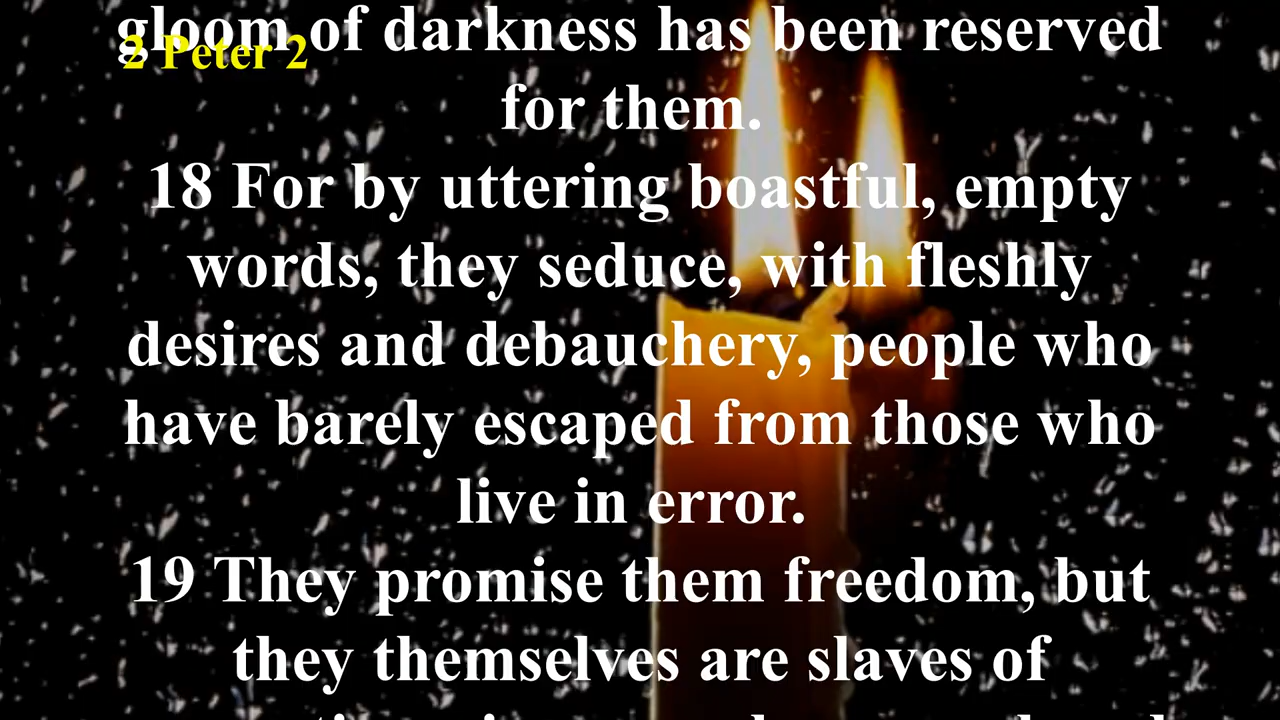 gloom of darkness has been reserved
2 Peter 2
for them.
18 For by uttering boastful, empty
words, they seduce, with fleshly
desires and debauchery, people who
have barely escaped from those who
live in error.
19 They promise them freedom, but
they themselves are slaves of